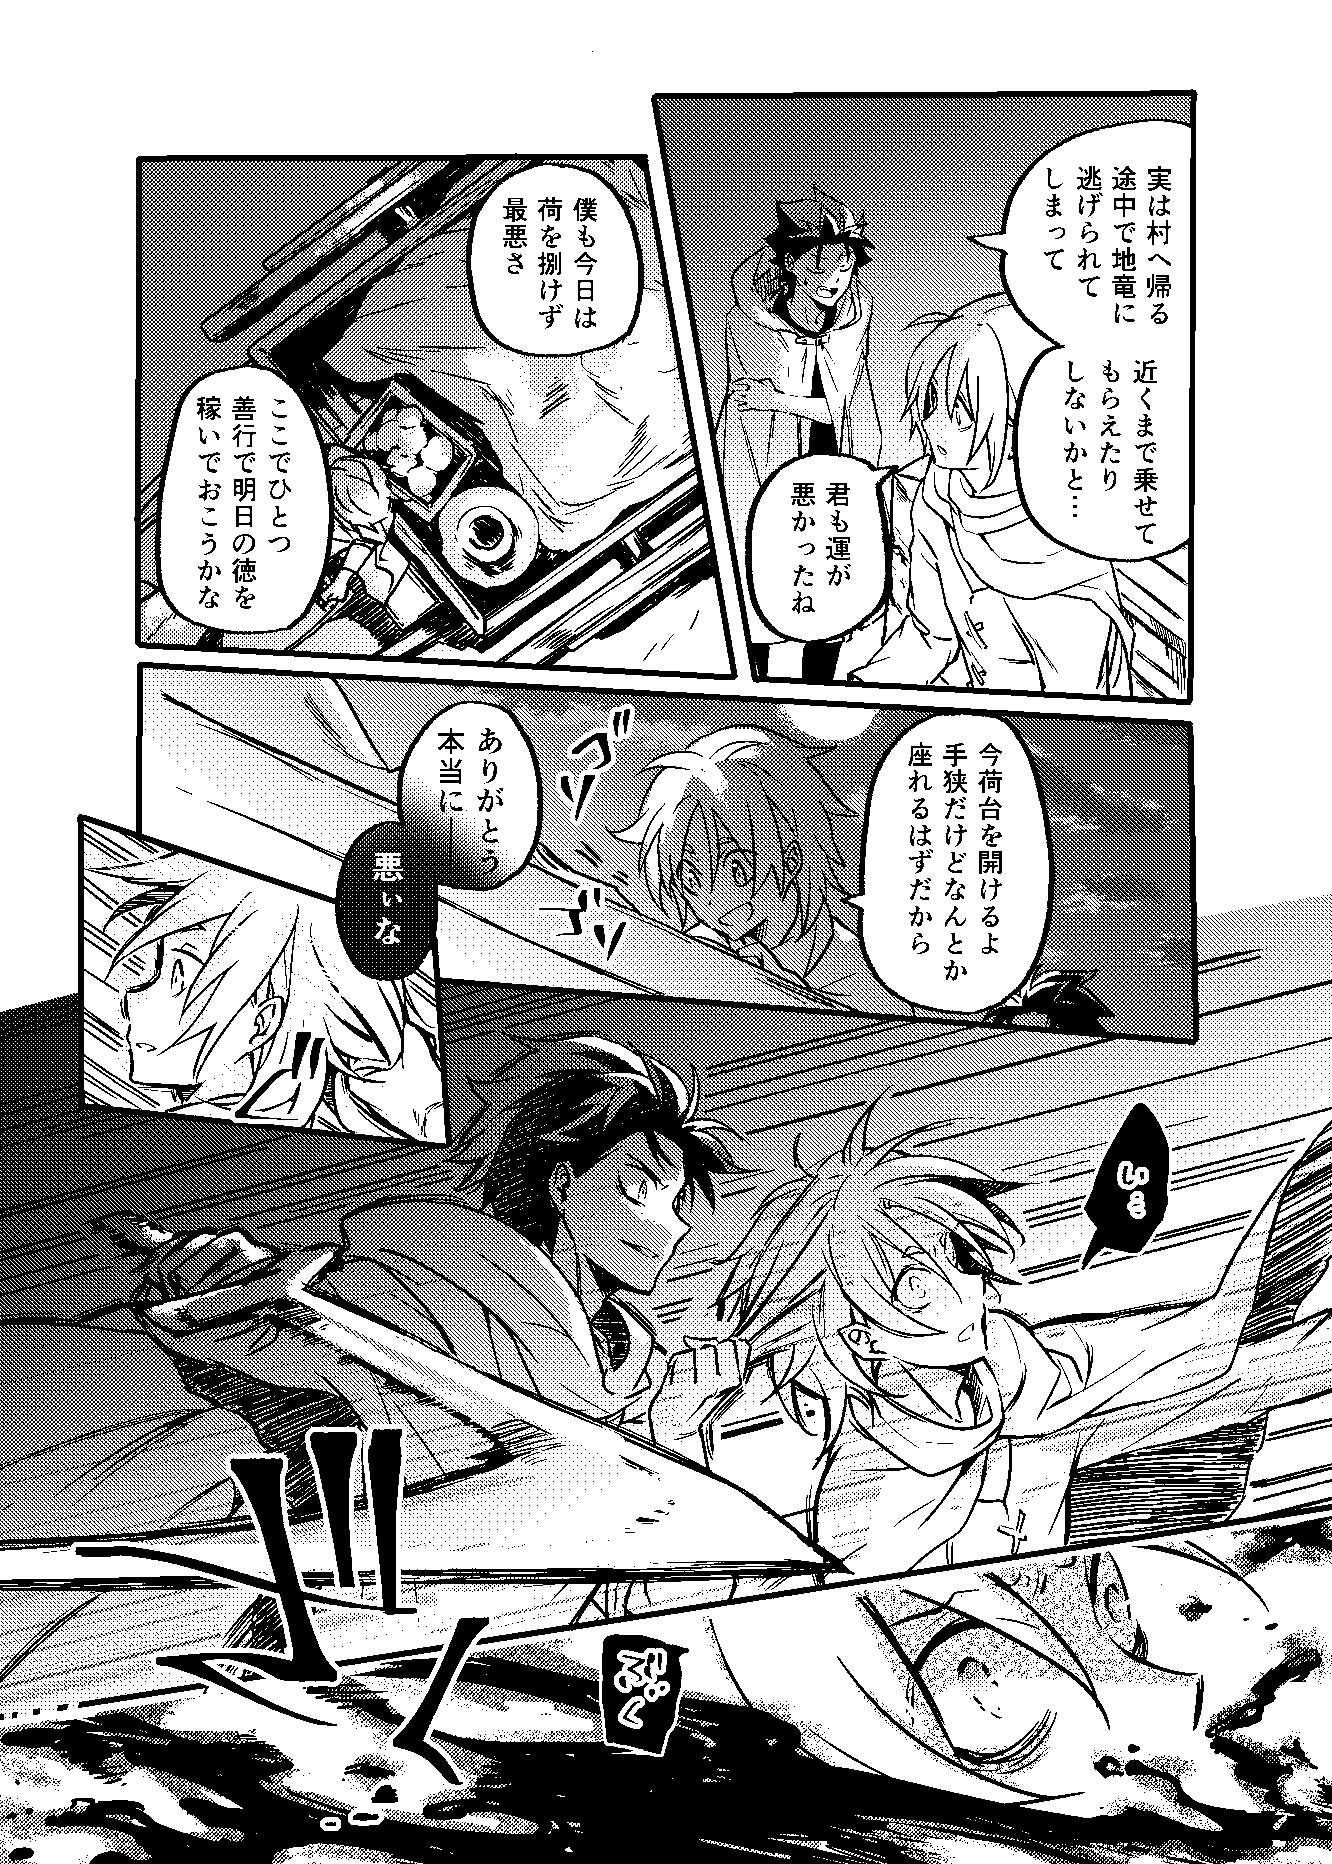 実は村へ帰る
途中で地竜に
逃げられて
しまって
近くまで乗せて
もらえたり
しないかと…
君も運が
悪かったね
僕も今日は
荷を捌けず
最悪さ
ここでひとつ
善行で明日の徳を
稼いでおこうかな
今荷台を開けるよ
手狭だけどなんとか
座れるはずだから
ゴソ
ゴソ
ありがとう
本当に――
悪ぃな
い…